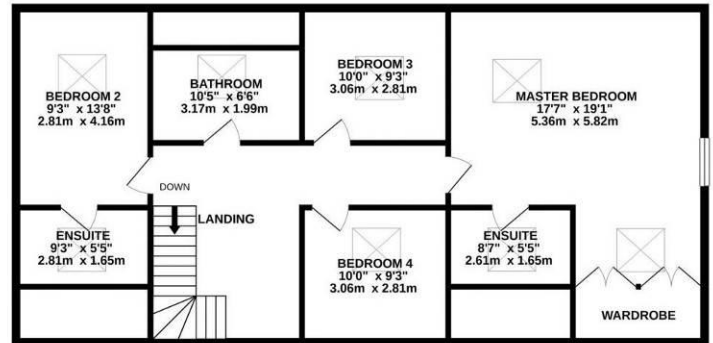 BEDROOM 2
9'3" x 13'8"
2.81m x 4.16m
BATHROOM
10'5" x 6'6"
3.17m x 1.99m
BEDROOM 3
10'0" x 9'3"
3.06m x 2.81m
MASTER BEDROOM
17'7" x 19'1"
5.36m x 5.82m
DOWN
LANDING
ENSUITE
9'3" x 5'5"
2.81m x 1.65m
BEDROOM 4
10'0" x 9'3"
3.06m x 2.81m
ENSUITE
8'7" x 5'5"
2.61m x 1.65m
WARDROBE